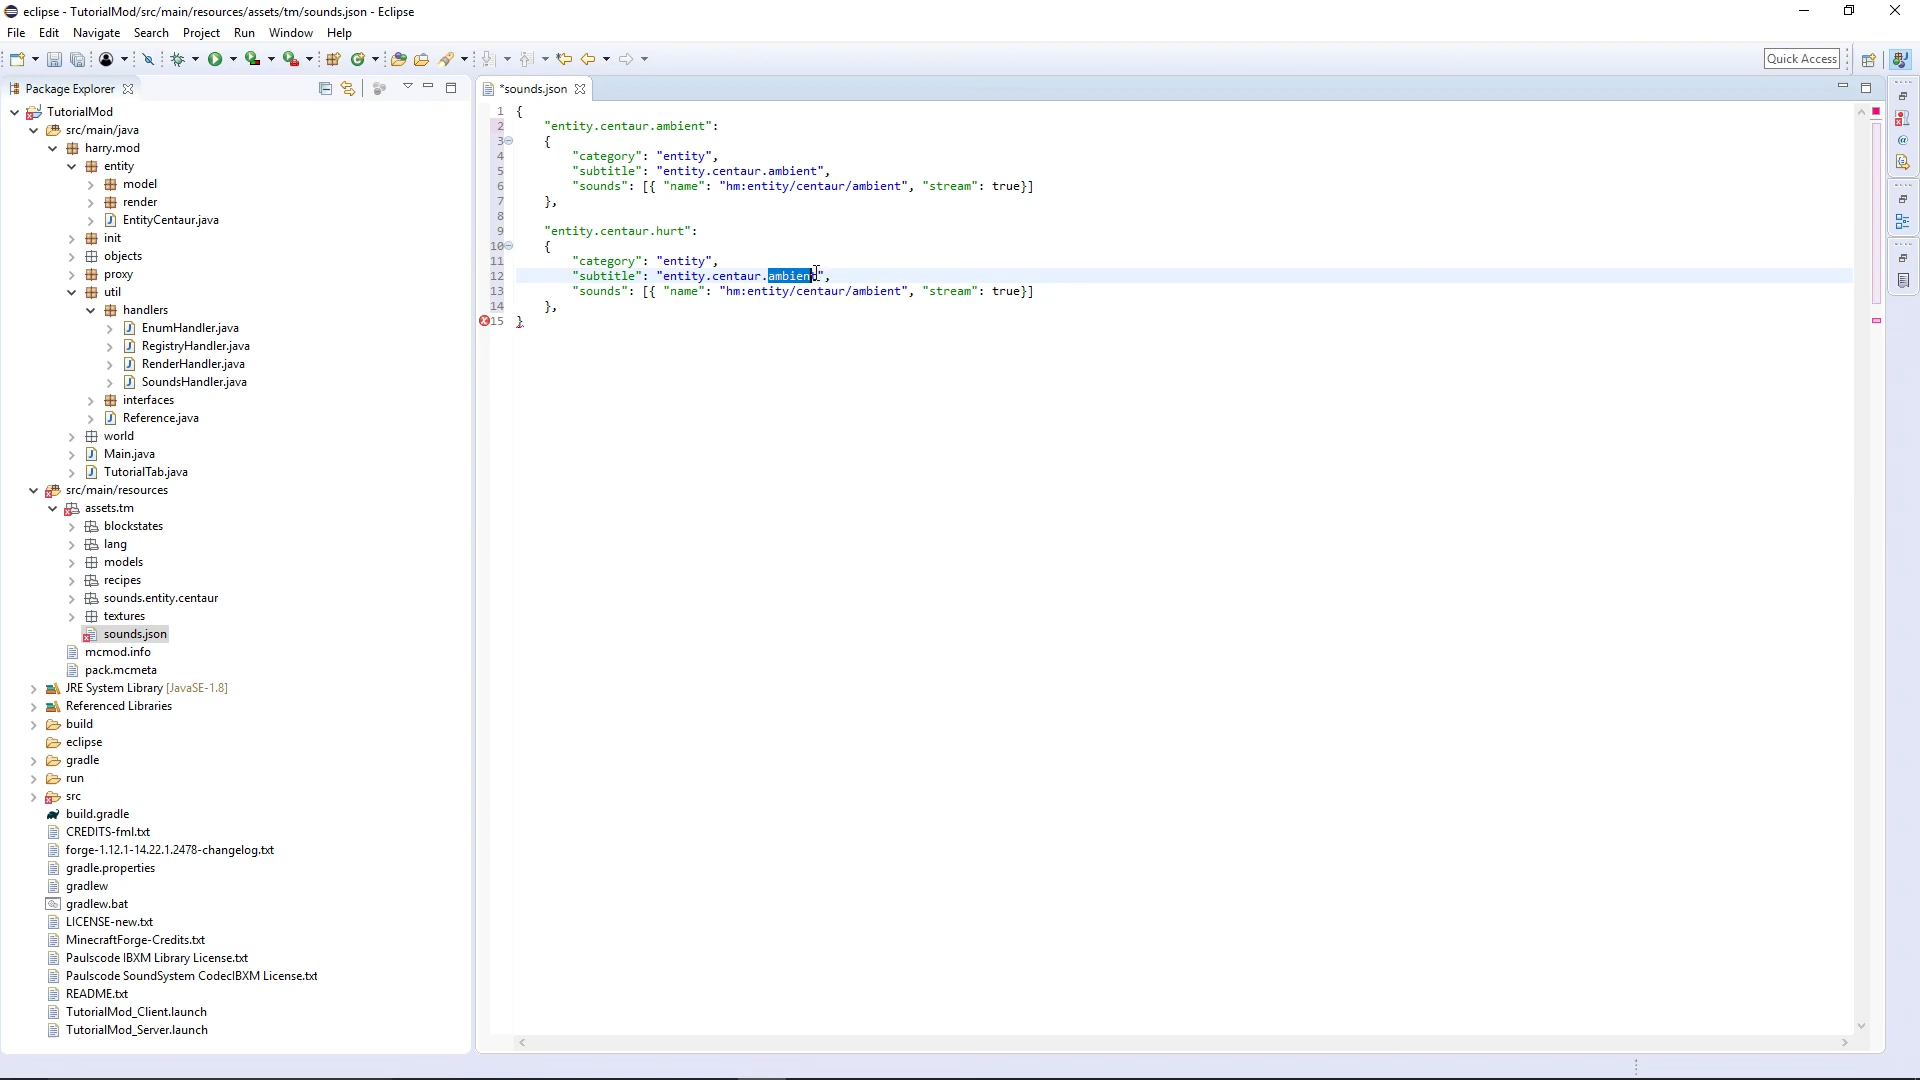 eclipse - TutorialMod/src/main/resources/assets/tm/sounds.json - Eclipse
File Edit Navigate Search Project Run Window Help
Quick Access
Package Explorer
*sounds.json
TutorialMod
src/main/java
harry.mod
entity
model
render
EntityCentaur.java
init
objects
proxy
util
handlers
EnumHandler.java
RegistryHandler.java
RenderHandler.java
SoundsHandler.java
interfaces
Reference.java
world
Main.java
TutorialTab.java
src/main/resources
assets.tm
blockstates
lang
models
recipes
sounds.entity.centaur
textures
sounds.json
mcmod.info
pack.mcmeta
JRE System Library [JavaSE-1.8]
Referenced Libraries
build
eclipse
gradle
run
src
build.gradle
CREDITS-fml.txt
forge-1.12.1-14.22.1.2478-changelog.txt
gradle.properties
gradlew
gradlew.bat
LICENSE-new.txt
MinecraftForge-Credits.txt
Paulscode IBXM Library License.txt
Paulscode SoundSystem CodecIBXM License.txt
README.txt
TutorialMod_Client.launch
TutorialMod_Server.launch
1 {
2 "entity.centaur.ambient":
3 {
4 "category": "entity",
5 "subtitle": "entity.centaur.ambient",
6 "sounds": [{ "name": "hm:entity/centaur/ambient", "stream": true}]
7 },
8
9 "entity.centaur.hurt":
10 {
11 "category": "entity",
12 "subtitle": "entity.centaur.ambient",
13 "sounds": [{ "name": "hm:entity/centaur/ambient", "stream": true}]
14 },
15 }